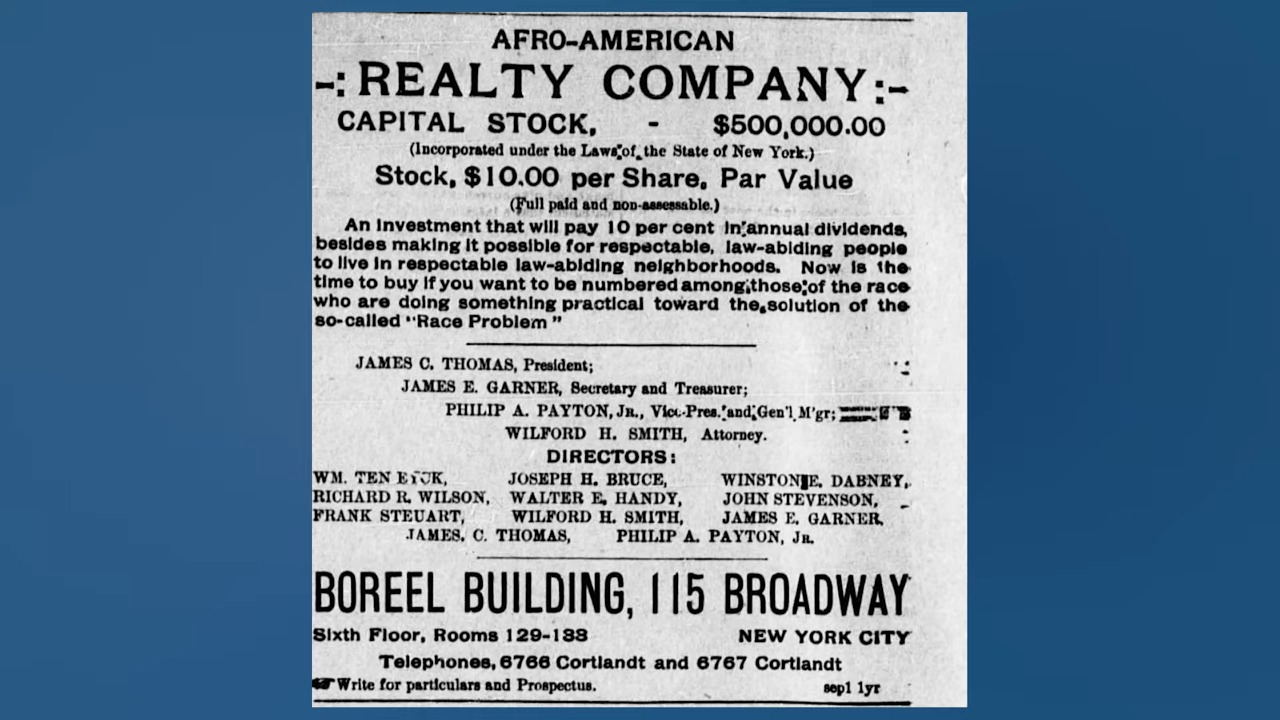 AFRO-AMERICAN
-: REALTY COMPANY :-
CAPITAL STOCK, - $500,000.00
(Incorporated under the Laws of the State of New York.)
Stock, $10.00 per Share, Par Value
(Full paid and non-assessable.)
An investment that will pay 10 per cent in annual dividends,
besides making it possible for respectable, law-abiding people
to live in respectable law-abiding neighborhoods. Now is the
time to buy if you want to be numbered among those of the race
who are doing something practical toward the solution of the
so-called "Race Problem"
JAMES C. THOMAS, President;
JAMES E. GARNER, Secretary and Treasurer;
PHILIP A. PAYTON, Jr., Vice-Pres. and Gen'l M'gr;
WILFORD H. SMITH, Attorney.
DIRECTORS:
WM. TEN EYCK, JOSEPH H. BRUCE, WINSTON E. DABNEY,
RICHARD R. WILSON, WALTER E. HANDY, JOHN STEVENSON,
FRANK STEUART, WILFORD H. SMITH, JAMES E. GARNER,
JAMES. C. THOMAS, PHILIP A. PAYTON, Jr.
BOREEL BUILDING, 115 BROADWAY
Sixth Floor, Rooms 129-133 NEW YORK CITY
Telephones, 6766 Cortlandt and 6767 Cortlandt
Write for particulars and Prospectus. sep1 1yr